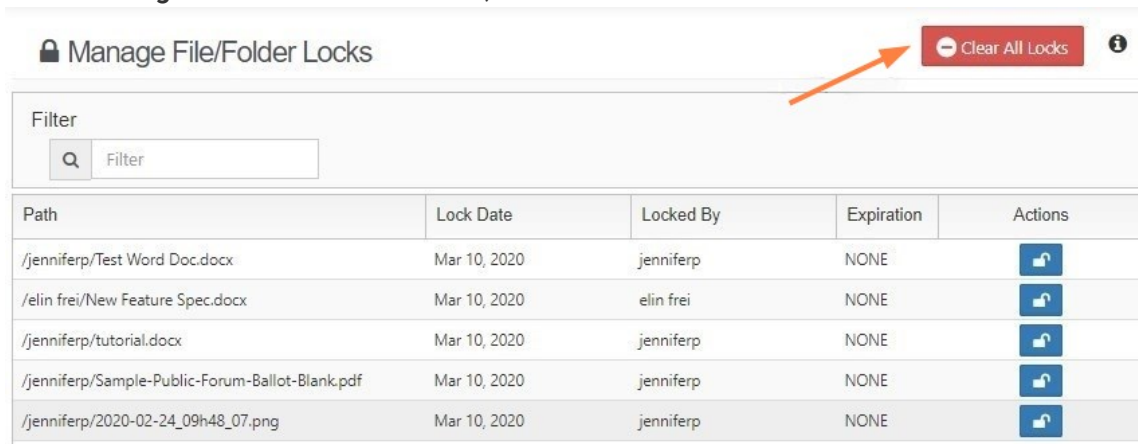 Manage File/Folder Locks
Clear All Locks
Filter
Filter
Path Lock Date Locked By Expiration Actions
/jenniferp/Test Word Doc.docx Mar 10, 2020 jenniferp NONE
/elin frei/New Feature Spec.docx Mar 10, 2020 elin frei NONE
/jenniferp/tutorial.docx Mar 10, 2020 jenniferp NONE
/jenniferp/Sample-Public-Forum-Ballot-Blank.pdf Mar 10, 2020 jenniferp NONE
/jenniferp/2020-02-24_09h48_07.png Mar 10, 2020 jenniferp NONE